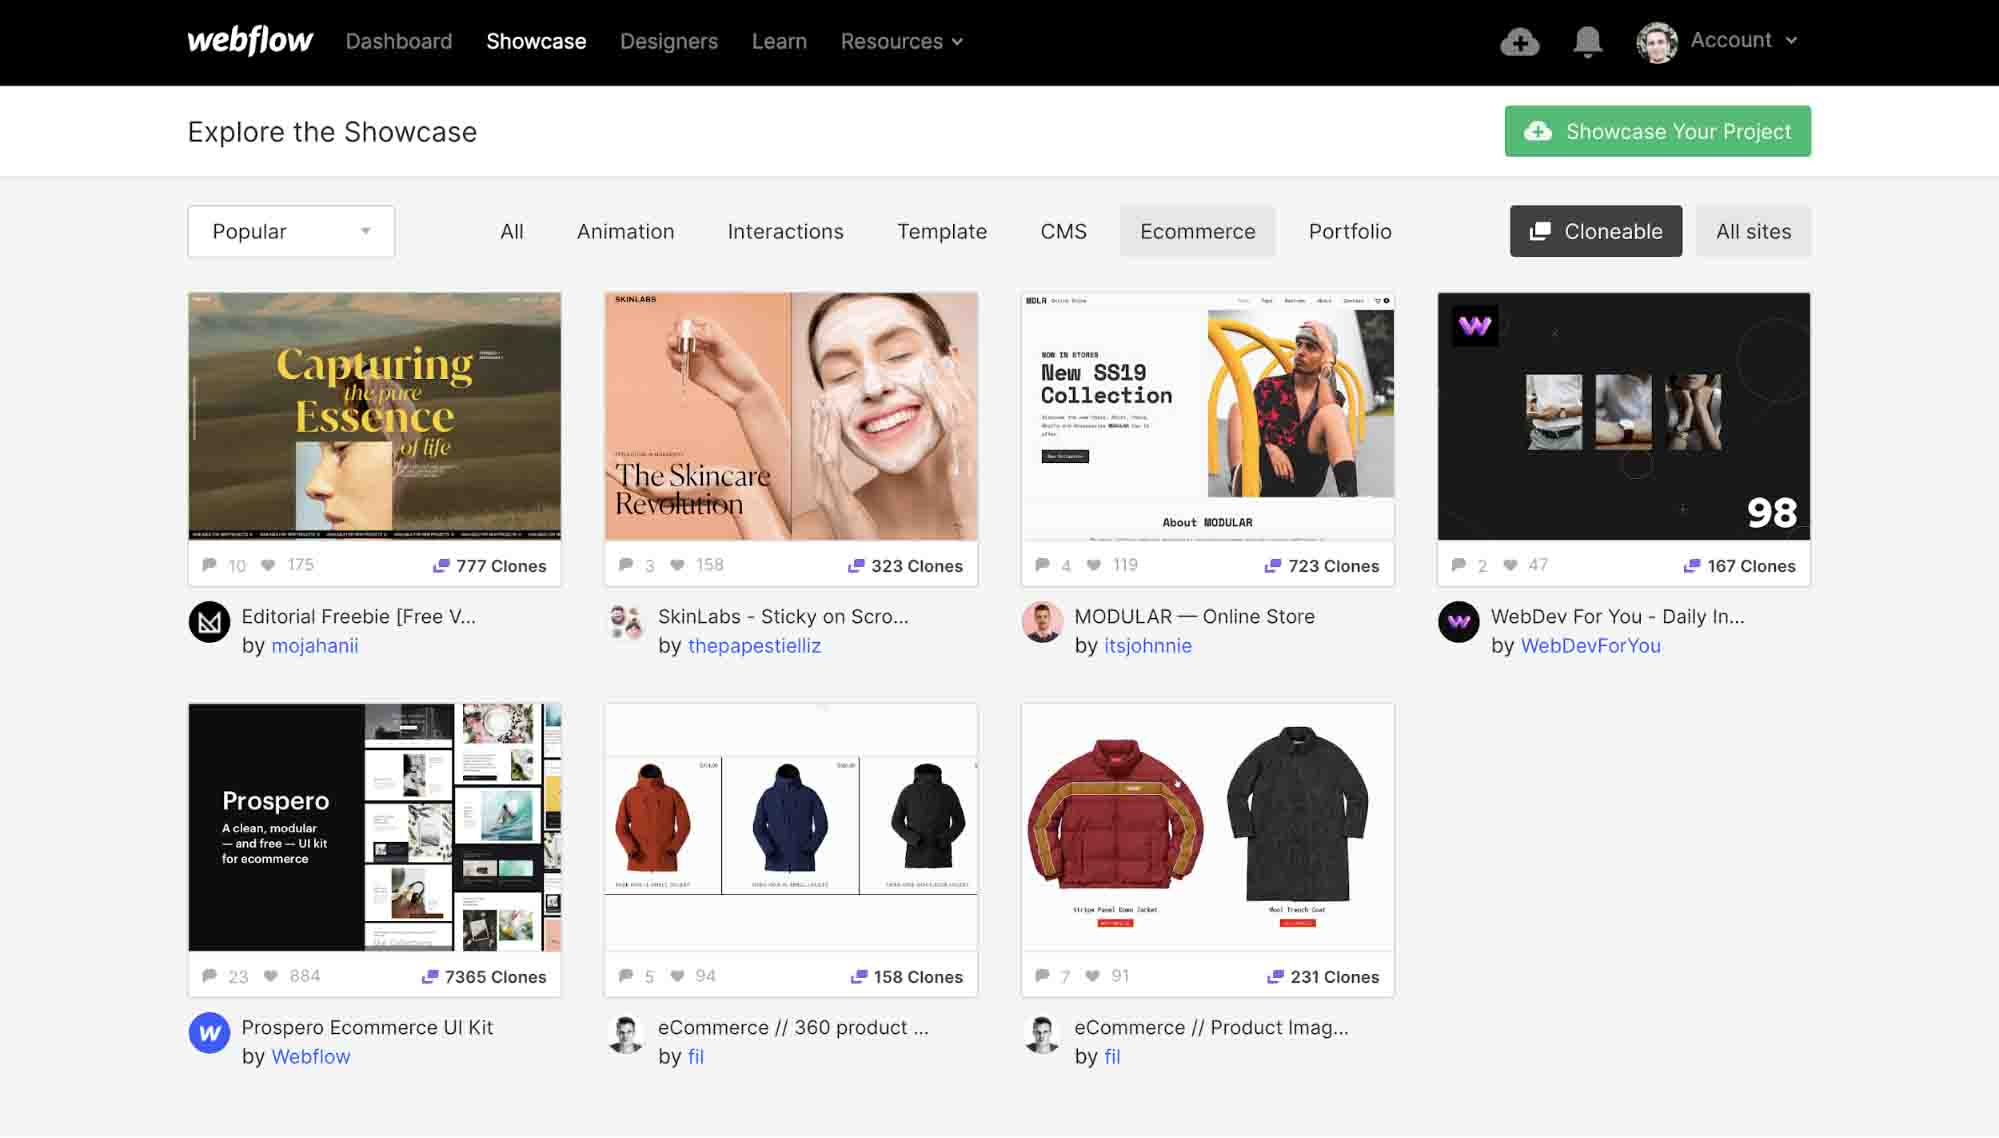 webflow Dashboard Showcase Designers Learn Resources Account
Explore the Showcase
Showcase Your Project
Popular
All Animation Interactions Template CMS Ecommerce Portfolio
Cloneable All sites
Capturing
the pure
Essence
of life
10 175 777 Clones
Editorial Freebie [Free V...
by mojahanii
SKINLABS
The Skincare
Revolution
3 158 323 Clones
SkinLabs - Sticky on Scro...
by thepapestielliz
MDLR Online Store
NOW IN STORES
New SS19
Collection
About MODULAR
4 119 723 Clones
MODULAR — Online Store
by itsjohnnie
W
98
2 47 167 Clones
WebDev For You - Daily In...
by WebDevForYou
Prospero
A clean, modular
— and free — UI kit
for ecommerce
23 884 7365 Clones
Prospero Ecommerce UI Kit
by Webflow
5 94 158 Clones
eCommerce // 360 product ...
by fil
Stripe Panel Down Jacket
Wool Trench Coat
7 91 231 Clones
eCommerce // Product Imag...
by fil